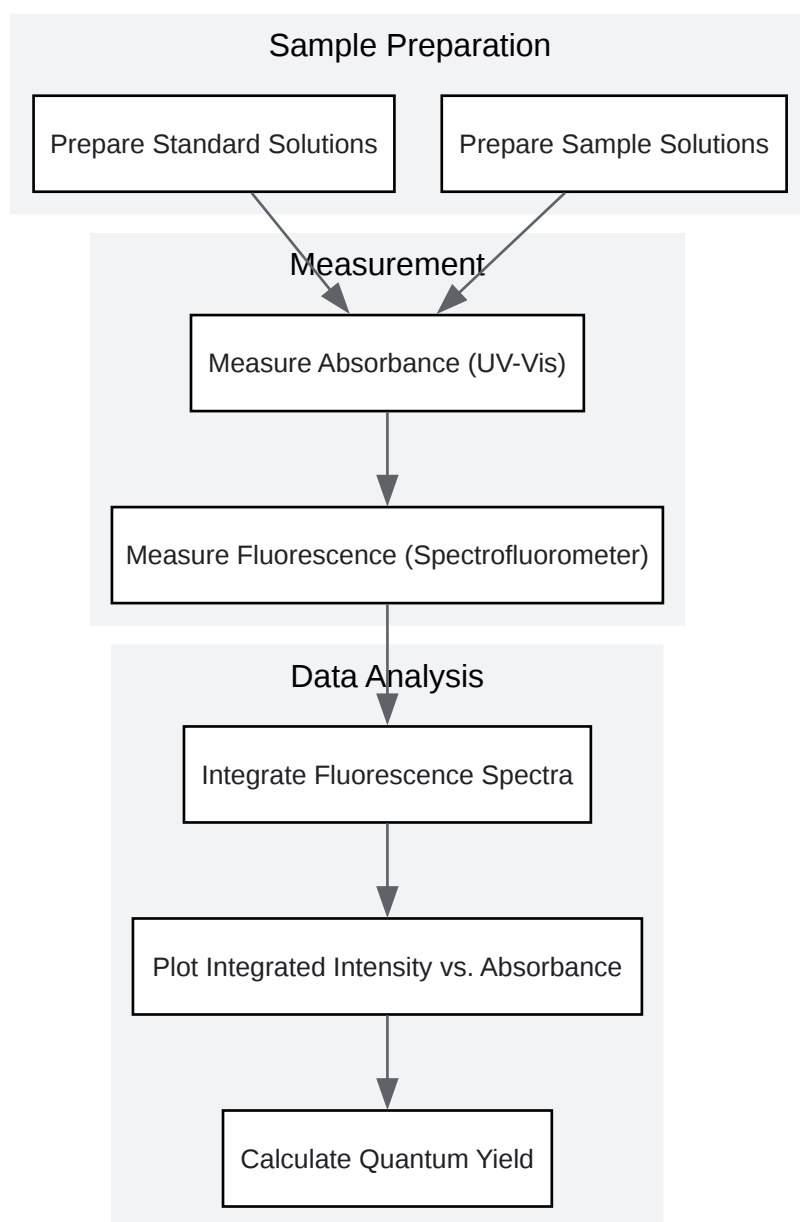 Sample Preparation
Prepare Standard Solutions
Prepare Sample Solutions
Measurement
Measure Absorbance (UV-Vis)
Measure Fluorescence (Spectrofluorometer)
Data Analysis
Integrate Fluorescence Spectra
Plot Integrated Intensity vs. Absorbance
Calculate Quantum Yield